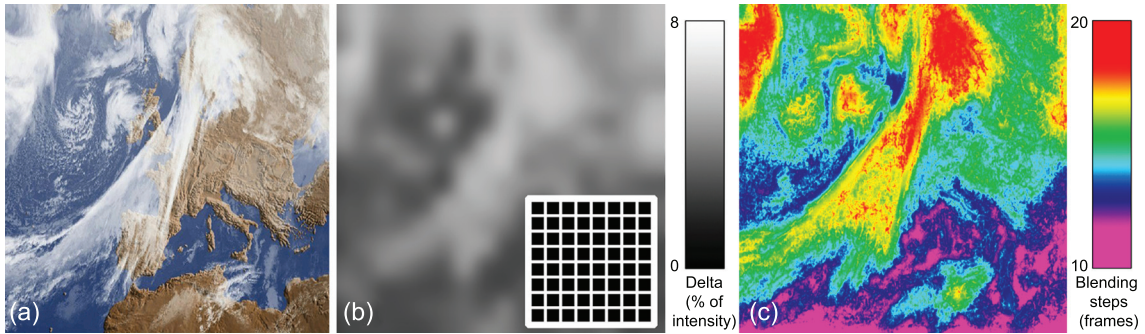 (a)
(b)
8
0
Delta
(% of
intensity)
(c)
20
10
Blending
steps
(frames)